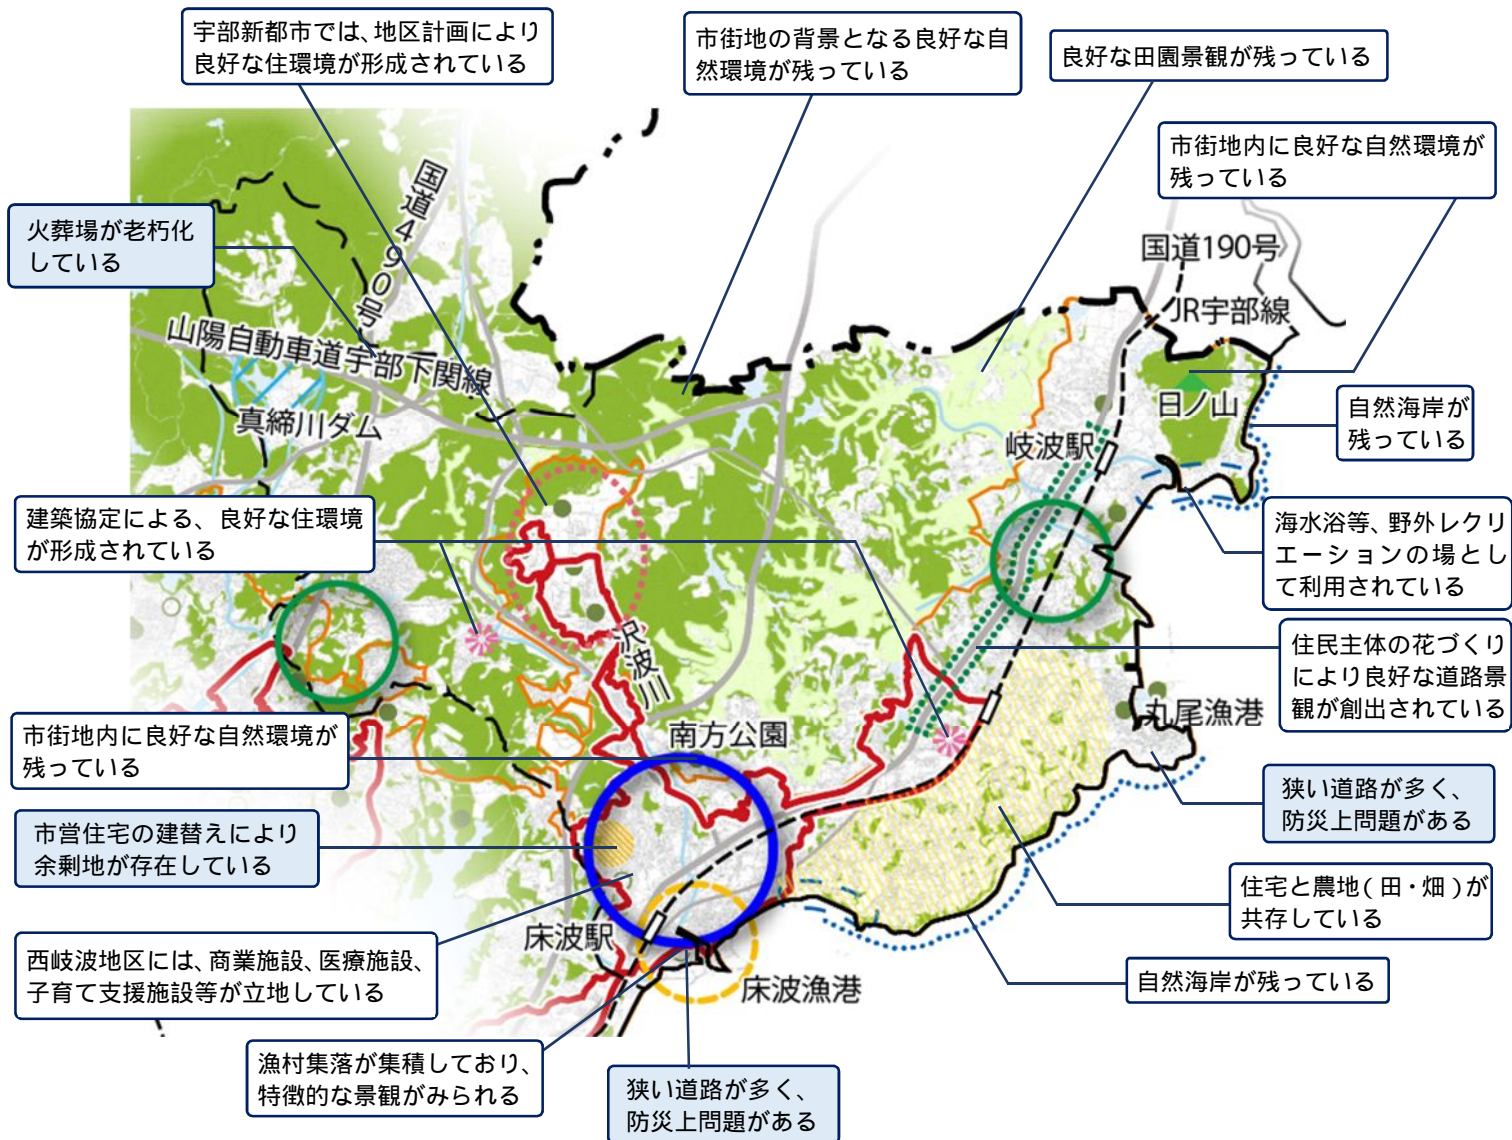 宇部新都市では、地区計画により
良好な住環境が形成されている
市街地の背景となる良好な自
然環境が残っている
良好な田園景観が残っている
市街地内に良好な自然環境が
残っている
火葬場が老朽化
している
国道490号
国道190号
JR宇部線
山陽自動車道宇部下関線
真締川ダム
日ノ山
自然海岸が
残っている
岐波駅
建築協定による、良好な住環境
が形成されている
海水浴等、野外レクリ
エーションの場とし
て利用されている
沢波川
住民主体の花づくり
により良好な道路景
観が創出されている
丸尾漁港
市街地内に良好な自然環境が
残っている
南方公園
狭い道路が多く、
防災上問題がある
市営住宅の建替えにより
余剰地が存在している
住宅と農地(田・畑)が
共存している
床波駅
西岐波地区には、商業施設、医療施設、
子育て支援施設等が立地している
床波漁港
自然海岸が残っている
漁村集落が集積しており、
特徴的な景観がみられる
狭い道路が多く、
防災上問題がある